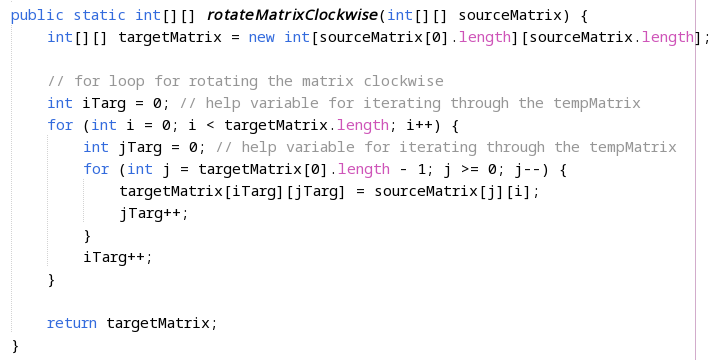 public static int[][] rotateMatrixClockwise(int[][] sourceMatrix) {
    int[][] targetMatrix = new int[sourceMatrix[0].length][sourceMatrix.length];
    // for loop for rotating the matrix clockwise
    int iTarg = 0; // help variable for iterating through the tempMatrix
    for (int i = 0; i < targetMatrix.length; i++) {
        int jTarg = 0; // help variable for iterating through the tempMatrix
        for (int j = targetMatrix[0].length - 1; j >= 0; j--) {
            targetMatrix[iTarg][jTarg] = sourceMatrix[j][i];
            jTarg++;
        }
        iTarg++;
    }
    return targetMatrix;
}